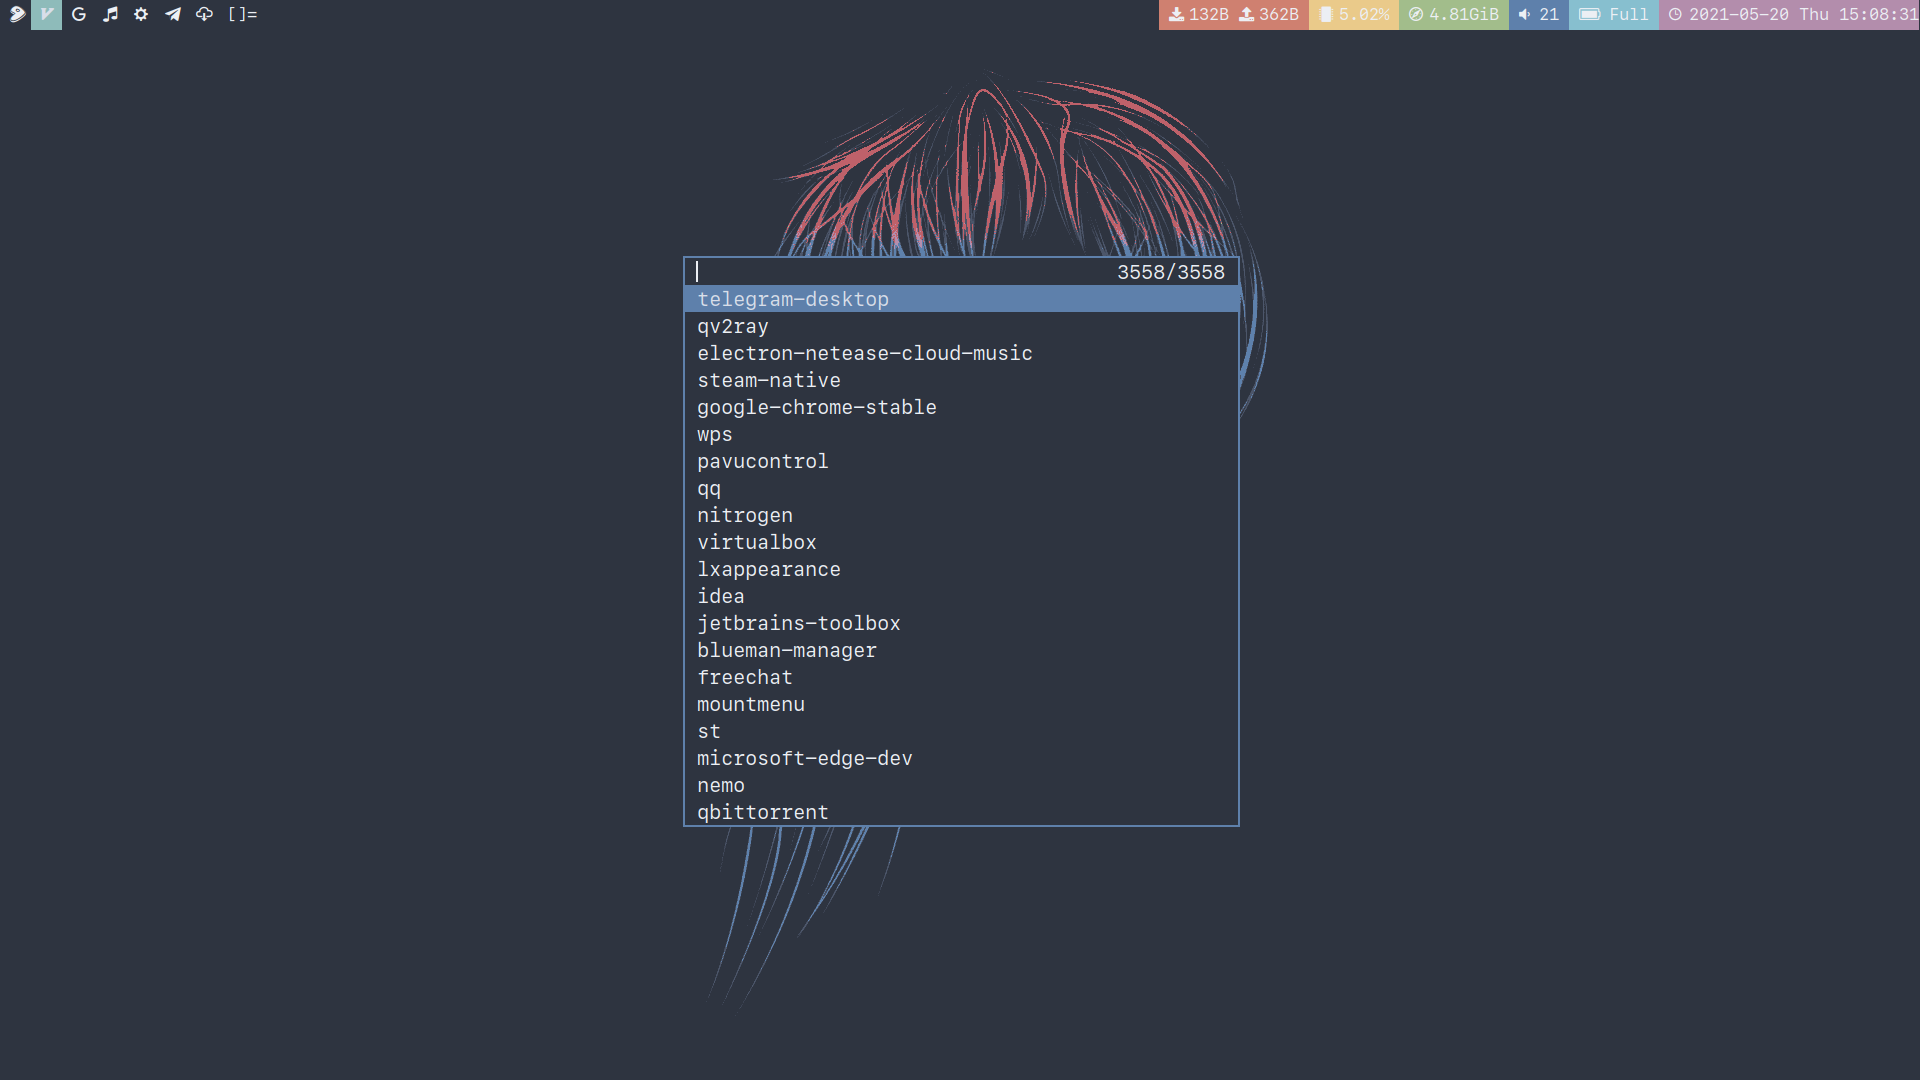 V G []= 132B 362B 5.02% 4.81GiB 21 Full 2021-05-20 Thu 15:08:31
3558/3558
telegram-desktop
qv2ray
electron-netease-cloud-music
steam-native
google-chrome-stable
wps
pavucontrol
qq
nitrogen
virtualbox
lxappearance
idea
jetbrains-toolbox
blueman-manager
freechat
mountmenu
st
microsoft-edge-dev
nemo
qbittorrent